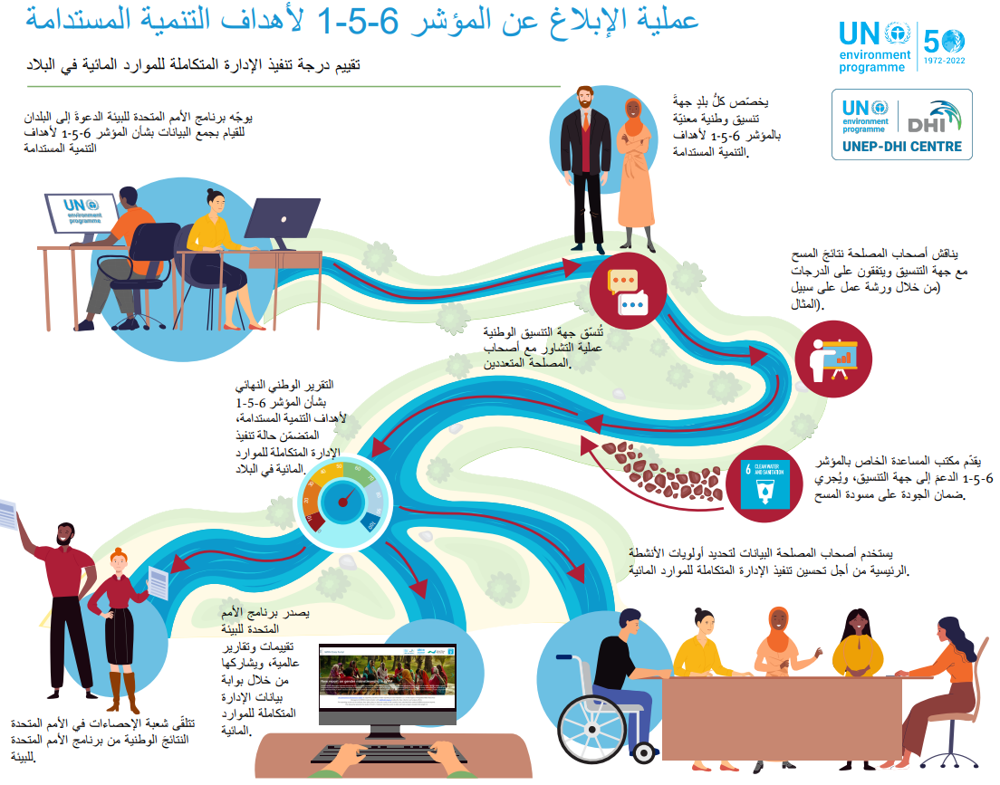 عملية الإبلاغ عن المؤشر 6-5-1 لأهداف التنمية المستدامة
تقييم درجة تنفيذ الإدارة المتكاملة للموارد المائية في البلاد
UN
environment
programme
50
1972-2022
UN
environment
programme
DHI
UNEP-DHI CENTRE
يوجّه برنامج الأمم المتحدة للبيئة الدعوة إلى البلدان
للقيام بجمع البيانات بشأن المؤشر 6-5-1 لأهداف
التنمية المستدامة
UN
environment
programme
يخصّص كلُّ بلدٍ جهةَ
تنسيق وطنية معنيّة
بالمؤشر 6-5-1 لأهداف
التنمية المستدامة.
تُنسّق جهة التنسيق الوطنية
عملية التشاور مع أصحاب
المصلحة المتعددين.
يناقش أصحاب المصلحة نتائجَ المسح
مع جهة التنسيق ويتفقون على الدرجات
(من خلال ورشة عمل على سبيل
المثال).
يقدّم مكتب المساعدة الخاص بالمؤشر
6-5-1 الدعمَ إلى جهة التنسيق، ويُجري
ضمان الجودة على مسودة المسح.
6 CLEAN WATER
AND SANITATION
التقرير الوطني النهائي
بشأن المؤشر 6-5-1
لأهداف التنمية المستدامة،
المتضمّن حالة تنفيذ
الإدارة المتكاملة للموارد
المائية في البلاد.
10
20
30
40
50
70
100
يستخدم أصحاب المصلحة البيانات لتحديد أولويات الأنشطة
الرئيسية من أجل تحسين تنفيذ الإدارة المتكاملة للموارد المائية.
يصدر برنامج الأمم
المتحدة للبيئة
تقييمات وتقارير
عالمية، ويشاركها
من خلال بوابة
بيانات الإدارة
المتكاملة للموارد
المائية.
تتلقّى شعبة الإحصاءات في الأمم المتحدة
النتائجَ الوطنية من برنامج الأمم المتحدة
للبيئة.